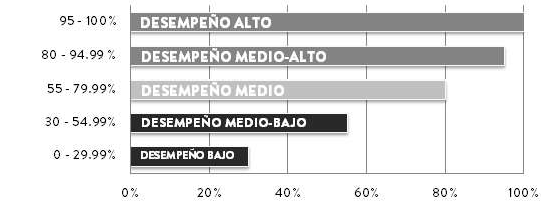 95 - 100% DESEMPEÑO ALTO
80 - 94.99 % DESEMPEÑO MEDIO-ALTO
55 - 79.99% DESEMPEÑO MEDIO
30 - 54.99% DESEMPEÑO MEDIO-BAJO
0 - 29.99% DESEMPEÑO BAJO
0% 20% 40% 60% 80% 100%